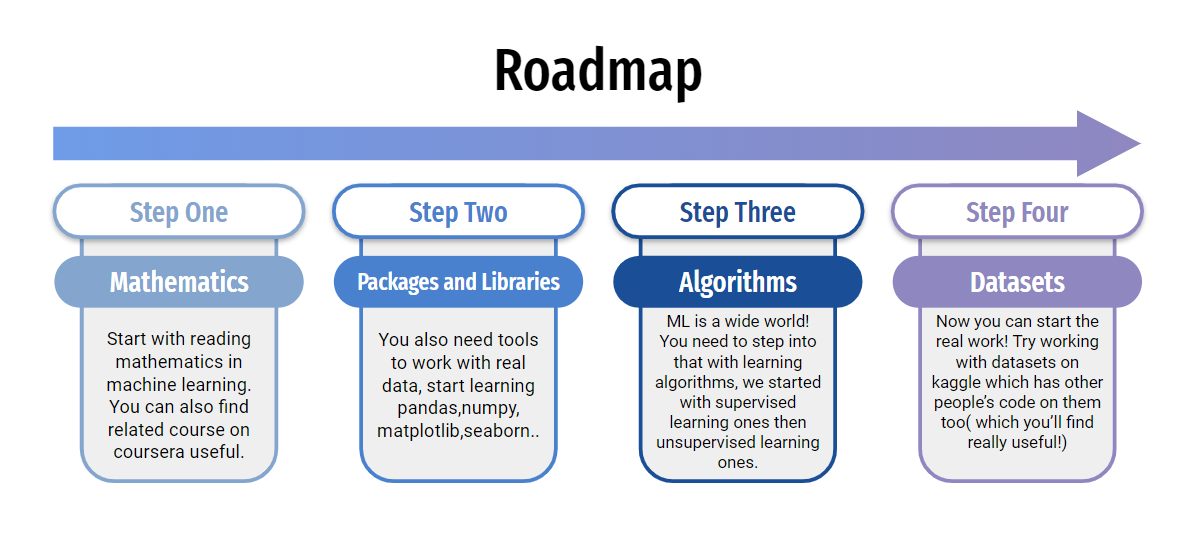 Roadmap
Step One
Mathematics
Start with reading
mathematics in
machine learning.
You can also find
related course on
coursera useful.
Step Two
Packages and Libraries
You also need tools
to work with real
data, start learning
pandas,numpy,
matplotlib,seaborn..
Step Three
Algorithms
ML is a wide world!
You need to step into
that with learning
algorithms, we started
with supervised
learning ones then
unsupervised learning
ones.
Step Four
Datasets
Now you can start the
real work! Try working
with datasets on
kaggle which has other
people’s code on them
too( which you’ll find
really useful!)